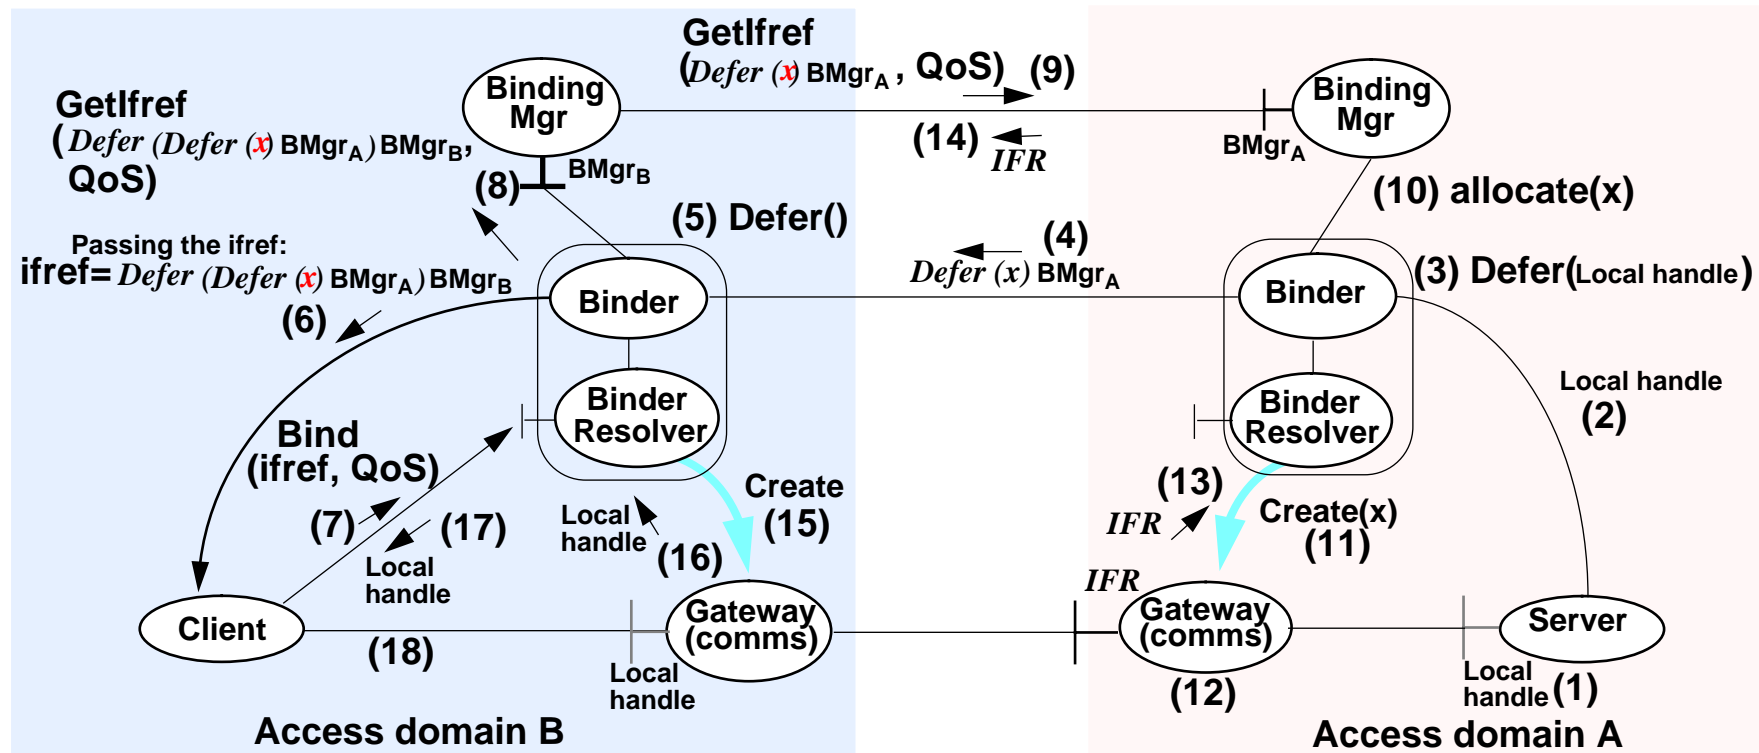 GetIfref
(Defer (x) BMgrA , QoS) (9)
Binding
Mgr
Binding
Mgr
GetIfref
(Defer (Defer (x) BMgrA) BMgrB,
QoS)
(14)
IFR
BMgrA
BMgrB
(8)
(10) allocate(x)
(5) Defer()
Passing the ifref:
ifref= Defer (Defer (x) BMgrA) BMgrB
(6)
(4)
Defer (x) BMgrA
(3) Defer(Local handle)
Binder
Binder
Local handle
(2)
Binder
Resolver
Binder
Resolver
Bind
(ifref, QoS)
(7)
(17)
Local
handle
Local
handle
(16)
Create
(15)
(13)
IFR
Create(x)
(11)
IFR
Client
(18)
Gateway
(comms)
Local
handle
Gateway
(comms)
(12)
Server
Local
handle (1)
Access domain B
Access domain A